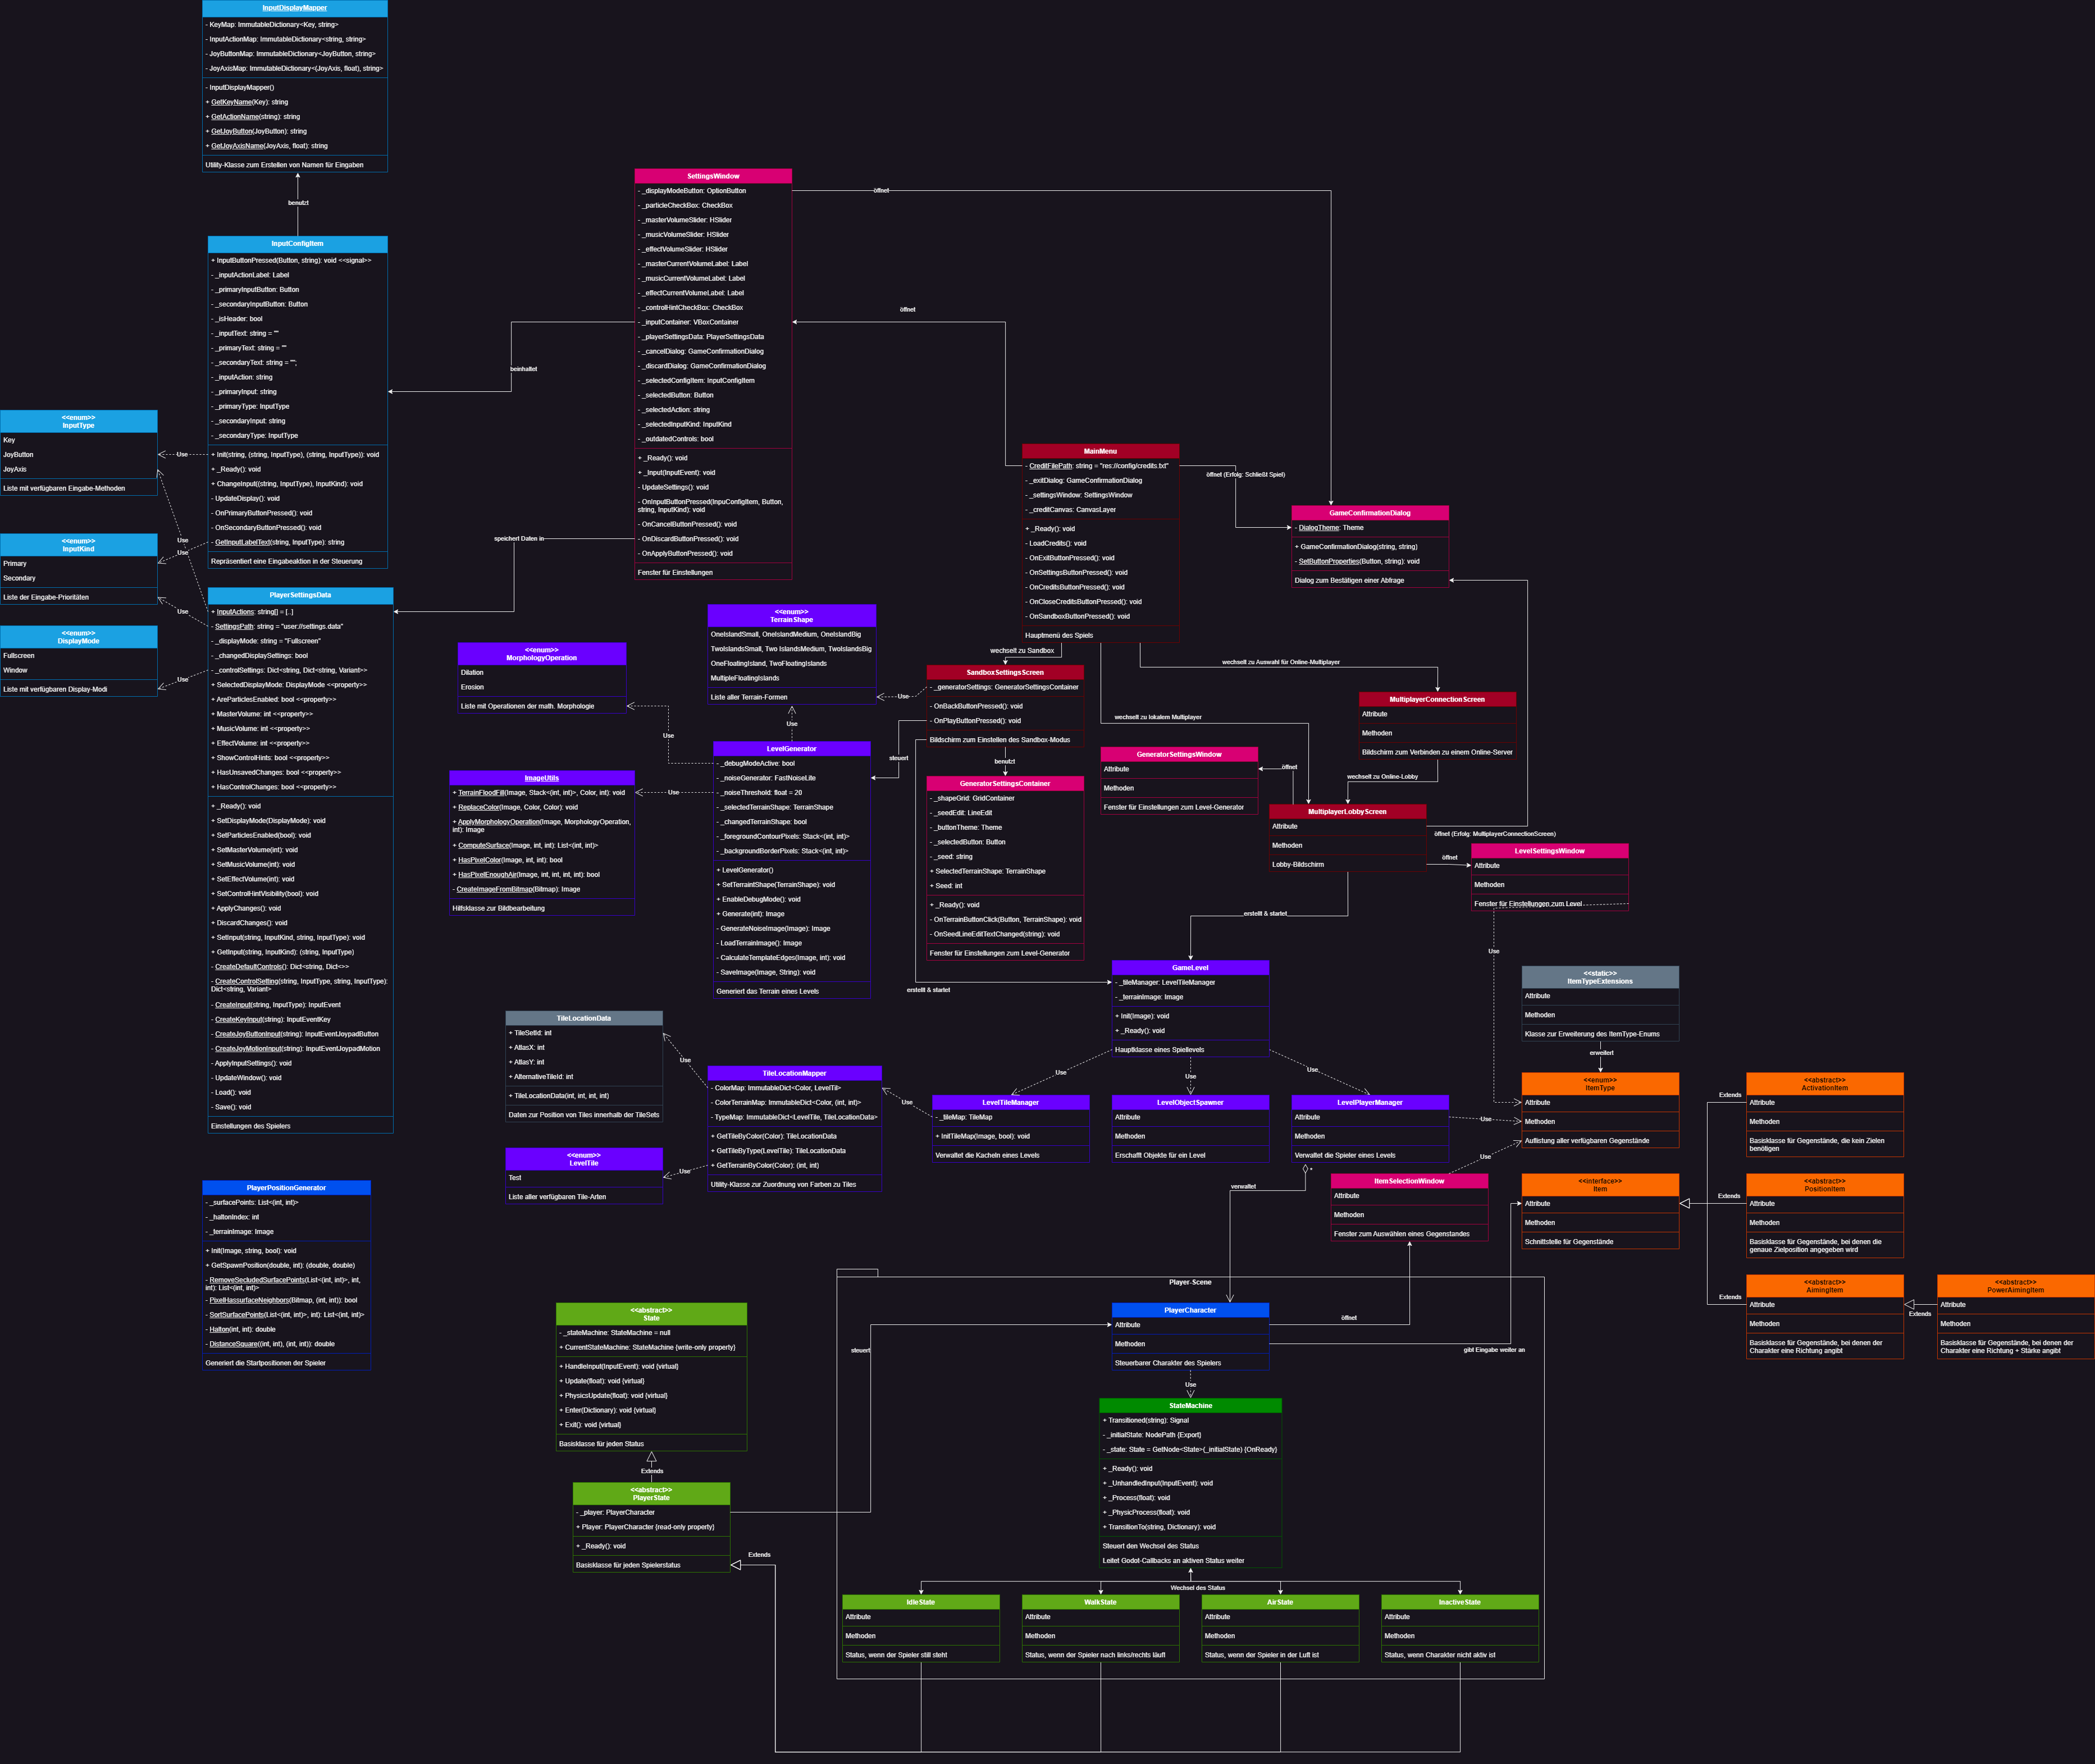 InputDisplayMapper
- KeyMap: ImmutableDictionary<Key, string>
- InputActionMap: ImmutableDictionary<string, string>
- JoyButtonMap: ImmutableDictionary<JoyButton, string>
- JoyAxisMap: ImmutableDictionary<(JoyAxis, float), string>
- InputDisplayMapper()
+ GetKeyName(Key): string
+ GetActionName(string): string
+ GetJoyButton(JoyButton): string
+ GetJoyAxisName(JoyAxis, float): string
Utility-Klasse zum Erstellen von Namen für Eingaben
benutzt
InputConfigItem
+ InputButtonPressed(Button, string): void <<signal>>
- _inputActionLabel: Label
- _primaryInputButton: Button
- _secondaryInputButton: Button
- _isHeader: bool
- _inputText: string = ""
- _primaryText: string = ""
- _secondaryText: string = "";
- _inputAction: string
- _primaryInput: string
- _primaryType: InputType
- _secondaryInput: string
- _secondaryType: InputType
+ Init(string, (string, InputType), (string, InputType)): void
+ _Ready(): void
+ ChangeInput((string, InputType), InputKind): void
- UpdateDisplay(): void
- OnPrimaryButtonPressed(): void
- OnSecondaryButtonPressed(): void
- GetInputLabelText(string, InputType): string
Repräsentiert eine Eingabeaktion in der Steuerung
<<enum>>
InputType
Key
JoyButton
JoyAxis
Liste mit verfügbaren Eingabe-Methoden
Use
<<enum>>
InputKind
Primary
Secondary
Liste der Eingabe-Prioritäten
Use
Use
Use
<<enum>>
DisplayMode
Fullscreen
Window
Liste mit verfügbaren Display-Modi
Use
PlayerSettingsData
+ InputActions: string[] = [..]
- SettingsPath: string = "user://settings.data"
- _displayMode: string = "Fullscreen"
- _changedDisplaySettings: bool
- _controlSettings: Dict<string, Dict<string, Variant>>
+ SelectedDisplayMode: DisplayMode <<property>>
+ AreParticlesEnabled: bool <<property>>
+ MasterVolume: int <<property>>
+ MusicVolume: int <<property>>
+ EffectVolume: int <<property>>
+ ShowControlHints: bool <<property>>
+ HasUnsavedChanges: bool <<property>>
+ HasControlChanges: bool <<property>>
+ _Ready(): void
+ SetDisplayMode(DisplayMode): void
+ SetParticlesEnabled(bool): void
+ SetMasterVolume(int): void
+ SetMusicVolume(int): void
+ SetEffectVolume(int): void
+ SetControlHintVisibility(bool): void
+ ApplyChanges(): void
+ DiscardChanges(): void
+ SetInput(string, InputKind, string, InputType): void
+ GetInput(string, InputKind): (string, InputType)
- CreateDefaultControls(): Dict<string, Dict<>>
- CreateControlSetting(string, InputType, string, InputType):
Dict<string, Variant>
- CreateInput(string, InputType): InputEvent
- CreateKeyInput(string): InputEventKey
- CreateJoyButtonInput(string): InputEventJoypadButton
- CreateJoyMotionInput(string): InputEventJoypadMotion
- ApplyInputSettings(): void
- UpdateWindow(): void
- Load(): void
- Save(): void
Einstellungen des Spielers
SettingsWindow
- _displayModeButton: OptionButton
- _particleCheckBox: CheckBox
- _masterVolumeSlider: HSlider
- _musicVolumeSlider: HSlider
- _effectVolumeSlider: HSlider
- _masterCurrentVolumeLabel: Label
- _musicCurrentVolumeLabel: Label
- _effectCurrentVolumeLabel: Label
- _controlHintCheckBox: CheckBox
- _inputContainer: VBoxContainer
- _playerSettingsData: PlayerSettingsData
- _cancelDialog: GameConfirmationDialog
- _discardDialog: GameConfirmationDialog
- _selectedConfigItem: InputConfigItem
- _selectedButton: Button
- _selectedAction: string
- _selectedInputKind: InputKind
- _outdatedControls: bool
+ _Ready(): void
+ _Input(InputEvent): void
- UpdateSettings(): void
- OnInputButtonPressed(InpuConfigItem, Button,
string, InputKind): void
- OnCancelButtonPressed(): void
- OnDiscardButtonPressed(): void
- OnApplyButtonPressed(): void
Fenster für Einstellungen
öffnet
öffnet
beinhaltet
speichert Daten in
MainMenu
- CreditFilePath: string = "res://config/credits.txt"
- _exitDialog: GameConfirmationDialog
- _settingsWindow: SettingsWindow
- _creditCanvas: CanvasLayer
+ _Ready(): void
- LoadCredits(): void
- OnExitButtonPressed(): void
- OnSettingsButtonPressed(): void
- OnCreditsButtonPressed(): void
- OnCloseCreditsButtonPressed(): void
- OnSandboxButtonPressed(): void
Hauptmenü des Spiels
öffnet (Erfolg: Schließt Spiel)
GameConfirmationDialog
- DialogTheme: Theme
+ GameConfirmationDialog(string, string)
- SetButtonProperties(Button, string): void
Dialog zum Bestätigen einer Abfrage
wechselt zu Sandbox
wechselt zu Auswahl für Online-Multiplayer
wechselt zu lokalem Multiplayer
<<enum>>
TerrainShape
OneIslandSmall, OneIslandMedium, OneIslandBig
TwoIslandsSmall, Two IslandsMedium, TwoIslandsBig
OneFloatingIsland, TwoFloatingIslands
MultipleFloatingIslands
Liste aller Terrain-Formen
<<enum>>
MorphologyOperation
Dilation
Erosion
Liste mit Operationen der math. Morphologie
Use
Use
Use
SandboxSettingsScreen
- _generatorSettings: GeneratorSettingsContainer
- OnBackButtonPressed(): void
- OnPlayButtonPressed(): void
Bildschirm zum Einstellen des Sandbox-Modus
steuert
benutzt
erstellt & startet
MultiplayerConnectionScreen
Attribute
Methoden
Bildschirm zum Verbinden zu einem Online-Server
wechselt zu Online-Lobby
GeneratorSettingsWindow
Attribute
Methoden
Fenster für Einstellungen zum Level-Generator
öffnet
MultiplayerLobbyScreen
Attribute
Methoden
Lobby-Bildschirm
öffnet (Erfolg: MultiplayerConnectionScreen)
öffnet
erstellt & startet
LevelSettingsWindow
Attribute
Methoden
Fenster für Einstellungen zum Level
Use
LevelGenerator
- _debugModeActive: bool
- _noiseGenerator: FastNoiseLite
- _noiseThreshold: float = 20
- _selectedTerrainShape: TerrainShape
- _changedTerrainShape: bool
- _foregroundContourPixels: Stack<(int, int)>
- _backgroundBorderPixels: Stack<(int, int)>
+ LevelGenerator()
+ SetTerraintShape(TerrainShape): void
+ EnableDebugMode(): void
+ Generate(int): Image
- GenerateNoiseImage(Image): Image
- LoadTerrainImage(): Image
- CalculateTemplateEdges(Image, int): void
- SaveImage(Image, String): void
Generiert das Terrain eines Levels
Use
ImageUtils
+ TerrainFloodFill(Image, Stack<(int, int)>, Color, int): void
+ ReplaceColor(Image, Color, Color): void
+ ApplyMorphologyOperation(Image, MorphologyOperation,
int): Image
+ ComputeSurface(Image, int, int): List<(int, int)>
+ HasPixelColor(Image, int, int): bool
+ HasPixelEnoughAir(Image, int, int, int, int): bool
- CreateImageFromBitmap(Bitmap): Image
Hilfsklasse zur Bildbearbeitung
GeneratorSettingsContainer
- _shapeGrid: GridContainer
- _seedEdit: LineEdit
- _buttonTheme: Theme
- _selectedButton: Button
- _seed: string
+ SelectedTerrainShape: TerrainShape
+ Seed: int
+ _Ready(): void
- OnTerrainButtonClick(Button, TerrainShape): void
- OnSeedLineEditTextChanged(string): void
Fenster für Einstellungen zum Level-Generator
GameLevel
- _tileManager: LevelTileManager
- _terrainImage: Image
+ Init(Image): void
+ _Ready(): void
Hauptklasse eines Spiellevels
Use
Use
Use
<<static>>
ItemTypeExtensions
Attribute
Methoden
Klasse zur Erweiterung des ItemType-Enums
erweitert
TileLocationData
+ TileSetId: int
+ AtlasX: int
+ AtlasY: int
+ AlternativeTileId: int
+ TileLocationData(int, int, int, int)
Daten zur Position von Tiles innerhalb der TileSets
Use
TileLocationMapper
- ColorMap: ImmutableDict<Color, LevelTil>
- ColorTerrainMap: ImmutableDict<Color, (int, int)>
- TypeMap: ImmutableDict<LevelTile, TileLocationData>
+ GetTileByColor(Color): TileLocationData
+ GetTileByType(LevelTile): TileLocationData
+ GetTerrainByColor(Color): (int, int)
Utility-Klasse zur Zuordnung von Farben zu Tiles
Use
Use
<<enum>>
LevelTile
Test
Liste aller verfügbaren Tile-Arten
LevelTileManager
- _tileMap: TileMap
+ InitTileMap(Image, bool): void
Verwaltet die Kacheln eines Levels
LevelObjectSpawner
Attribute
Methoden
Erschafft Objekte für ein Level
LevelPlayerManager
Attribute
Methoden
Verwaltet die Spieler eines Levels
Use
<<enum>>
ItemType
Attribute
Methoden
Auflistung aller verfügbaren Gegenstände
Use
<<abstract>>
ActivationItem
Attribute
Methoden
Basisklasse für Gegenstände, die kein Zielen
benötigen
Extends
verwaltet
*
ItemSelectionWindow
Attribute
Methoden
Fenster zum Auswählen eines Gegenstandes
<<interface>>
Item
Attribute
Methoden
Schnittstelle für Gegenstände
Extends
<<abstract>>
PositionItem
Attribute
Methoden
Basisklasse für Gegenstände, bei denen die
genaue Zielposition angegeben wird
Extends
<<abstract>>
AimingItem
Attribute
Methoden
Basisklasse für Gegenstände, bei denen der
Charakter eine Richtung angibt
Extends
<<abstract>>
PowerAimingItem
Attribute
Methoden
Basisklasse für Gegenstände, bei denen der
Charakter eine Richtung + Stärke angibt
PlayerPositionGenerator
- _surfacePoints: List<(int, int)>
- _haltonIndex: int
- _terrainImage: Image
+ Init(Image, string, bool): void
+ GetSpawnPosition(double, int): (double, double)
- RemoveSecludedSurfacePoints(List<(int, int)>, int,
int): List<(int, int)>
- PixelHassurfaceNeighbors(Bitmap, (int, int)): bool
- SortSurfacePoints(List<(int, int)>, int): List<(int, int)>
- Halton(int, int): double
- DistanceSquare((int, int), (int, int)): double
Generiert die Startpositionen der Spieler
Player-Scene
PlayerCharacter
Attribute
Methoden
Steuerbarer Charakter des Spielers
öffnet
gibt Eingabe weiter an
steuert
Use
<<abstract>>
State
- _stateMachine: StateMachine = null
+ CurrentStateMachine: StateMachine {write-only property}
+ HandleInput(InputEvent): void {virtual}
+ Update(float): void {virtual}
+ PhysicsUpdate(float): void {virtual}
+ Enter(Dictionary): void {virtual}
+ Exit(): void {virtual}
Basisklasse für jeden Status
Extends
<<abstract>>
PlayerState
- _player: PlayerCharacter
+ Player: PlayerCharacter {read-only property}
+ _Ready(): void
Basisklasse für jeden Spielerstatus
Extends
StateMachine
+ Transitioned(string): Signal
- _initialState: NodePath {Export}
- _state: State = GetNode<State>(_initialState) {OnReady}
+ _Ready(): void
+ _UnhandledInput(InputEvent): void
+ _Process(float): void
+ _PhysicProcess(float): void
+ TransitionTo(string, Dictionary): void
Steuert den Wechsel des Status
Leitet Godot-Callbacks an aktiven Status weiter
Wechsel des Status
IdleState
Attribute
Methoden
Status, wenn der Spieler still steht
WalkState
Attribute
Methoden
Status, wenn der Spieler nach links/rechts läuft
AirState
Attribute
Methoden
Status, wenn der Spieler in der Luft ist
InactiveState
Attribute
Methoden
Status, wenn Charakter nicht aktiv ist